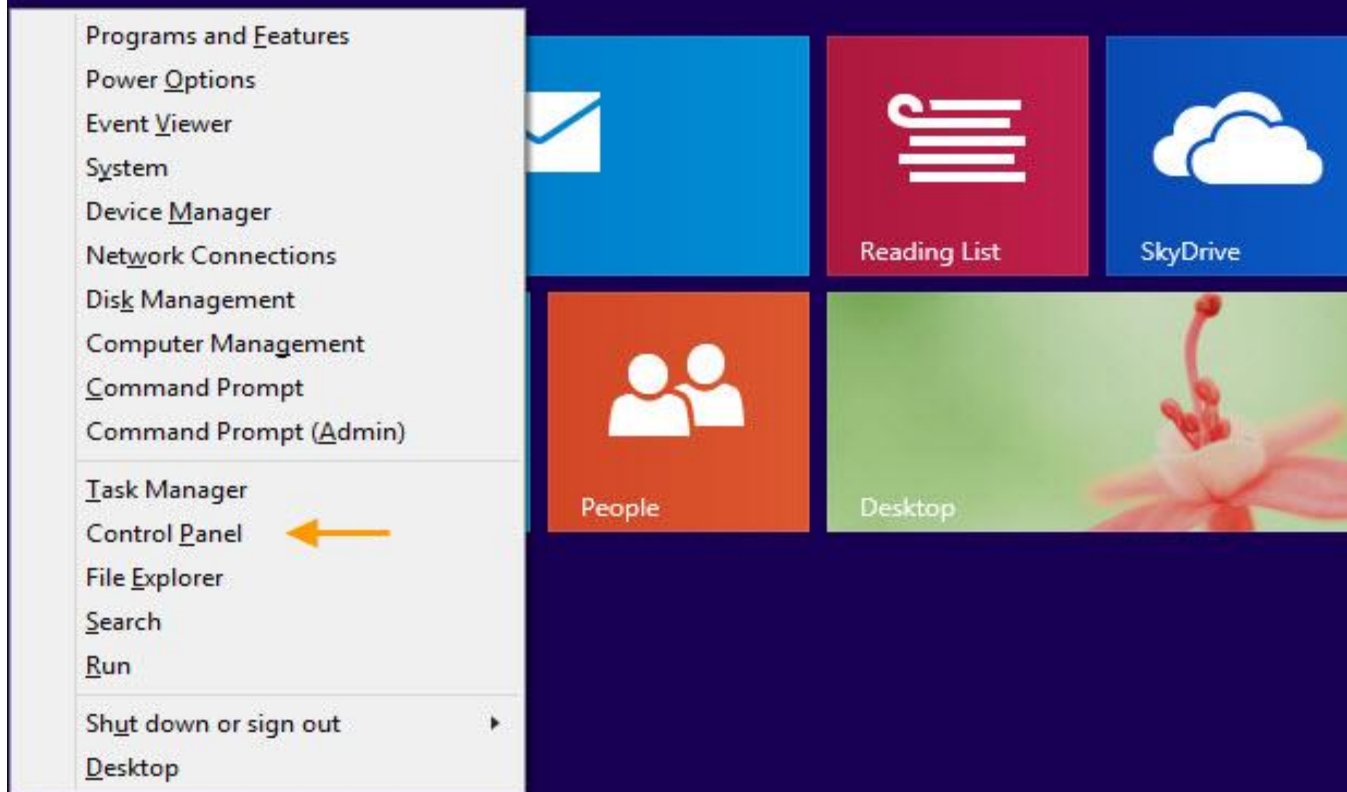 Programs and Features
Power Options
Event Viewer
System
Device Manager
Network Connections
Disk Management
Computer Management
Command Prompt
Command Prompt (Admin)
Task Manager
Control Panel
File Explorer
Search
Run
Shut down or sign out
Desktop
Reading List
SkyDrive
People
Desktop